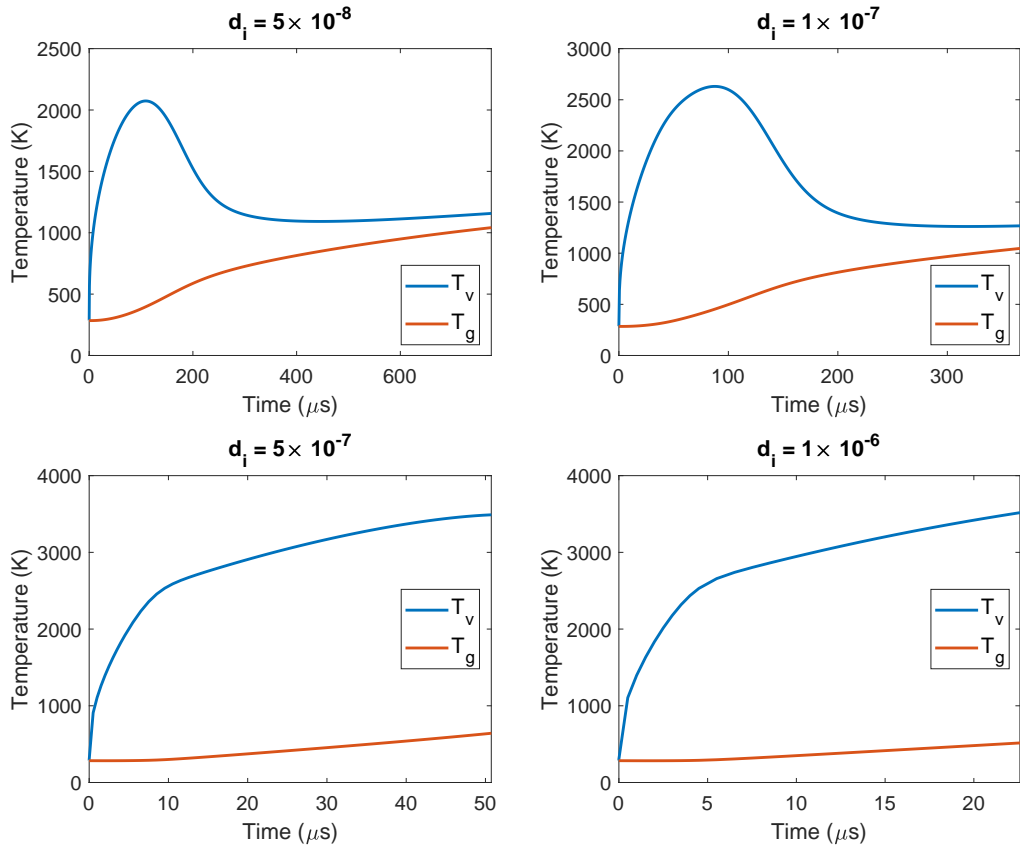 d_i = 5× 10^-8
2500
2000
1500
1000
500
0
Temperature (K)
T_v
T_g
0 200 400 600
Time (μs)
d_i = 1× 10^-7
3000
2500
2000
1500
1000
500
0
Temperature (K)
T_v
T_g
0 100 200 300
Time (μs)
d_i = 5× 10^-7
4000
3000
2000
1000
0
Temperature (K)
T_v
T_g
0 10 20 30 40 50
Time (μs)
d_i = 1× 10^-6
4000
3000
2000
1000
0
Temperature (K)
T_v
T_g
0 5 10 15 20
Time (μs)